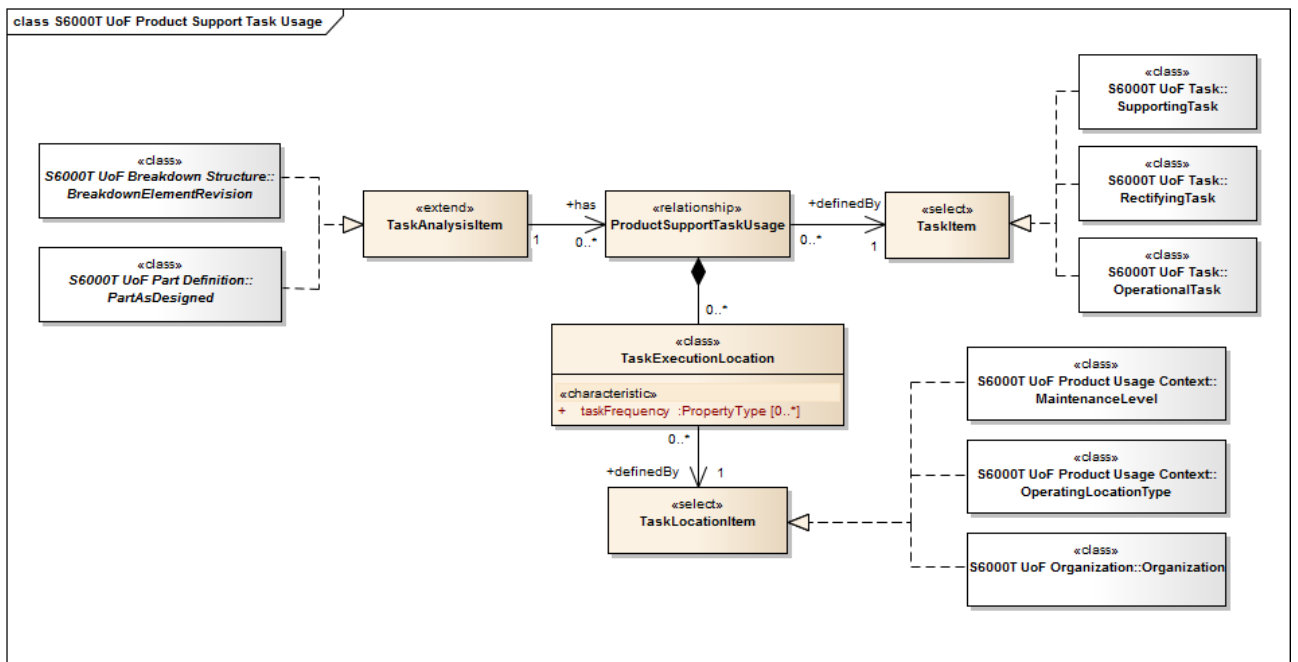 class S6000T UoF Product Support Task Usage
«class»
S6000T UoF Breakdown Structure::
BreakdownElementRevision
«class»
S6000T UoF Part Definition::
PartAsDesigned
«extend»
TaskAnalysisItem
+has
1
0..*
«relationship»
ProductSupportTaskUsage
+definedBy
0..*
1
«select»
TaskItem
«class»
S6000T UoF Task::
SupportingTask
«class»
S6000T UoF Task::
RectifyingTask
«class»
S6000T UoF Task::
OperationalTask
0..*
«class»
TaskExecutionLocation
«characteristic»
+ taskFrequency :PropertyType [0..*]
0..*
+definedBy
1
«select»
TaskLocationItem
«class»
S6000T UoF Product Usage Context::
MaintenanceLevel
«class»
S6000T UoF Product Usage Context::
OperatingLocationType
«class»
S6000T UoF Organization::Organization